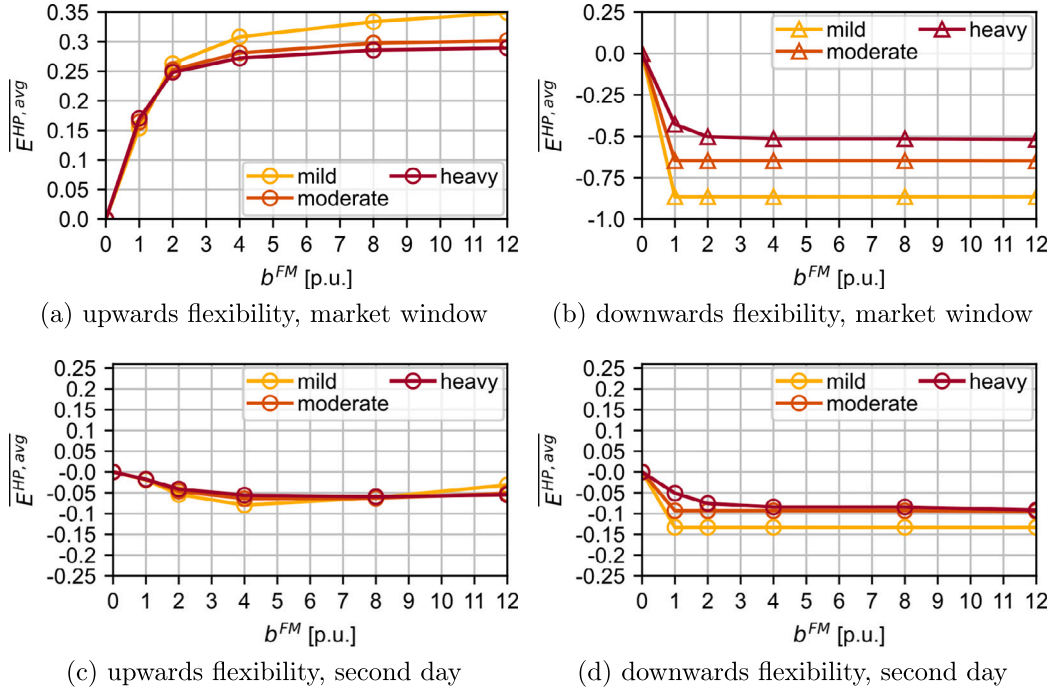 0.35
0.3
0.25
0.2
0.15
0.1
0.05
0.0
E^{HP, avg}
mild
heavy
moderate
0 1 2 3 4 5 6 7 8 9 10 11 12
b^{FM} [p.u.]
(a) upwards flexibility, market window
0.25
0.0
-0.25
-0.5
-0.75
-1.0
E^{HP, avg}
mild
heavy
moderate
0 1 2 3 4 5 6 7 8 9 10 11 12
b^{FM} [p.u.]
(b) downwards flexibility, market window
0.25
0.2
0.15
0.1
0.05
-0.0
-0.05
-0.1
-0.15
-0.2
-0.25
E^{HP, avg}
mild
heavy
moderate
0 1 2 3 4 5 6 7 8 9 10 11 12
b^{FM} [p.u.]
(c) upwards flexibility, second day
0.25
0.2
0.15
0.1
0.05
-0.0
-0.05
-0.1
-0.15
-0.2
-0.25
E^{HP, avg}
mild
heavy
moderate
0 1 2 3 4 5 6 7 8 9 10 11 12
b^{FM} [p.u.]
(d) downwards flexibility, second day